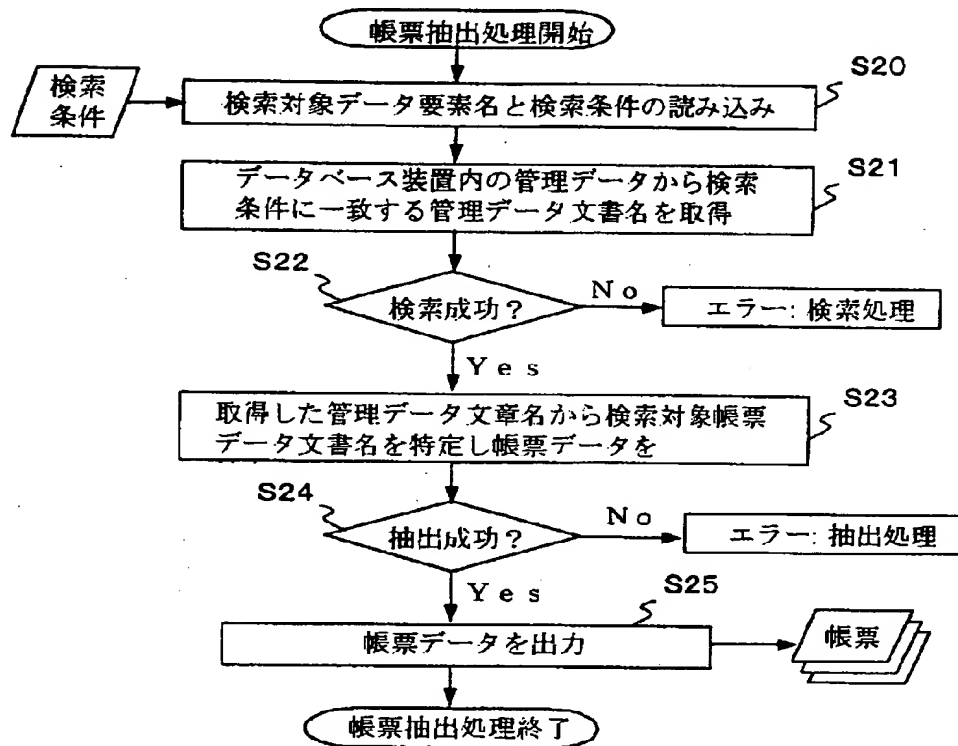 帳票抽出処理開始
検索
条件
S20
検索対象データ要素名と検索条件の読み込み
S21
データベース装置内の管理データから検索
条件に一致する管理データ文書名を取得
S22
検索成功？
No
エラー：検索処理
Yes
S23
取得した管理データ文章名から検索対象帳票
データ文書名を特定し帳票データを
S24
抽出成功？
No
エラー：抽出処理
Yes
S25
帳票データを出力
帳票
帳票抽出処理終了